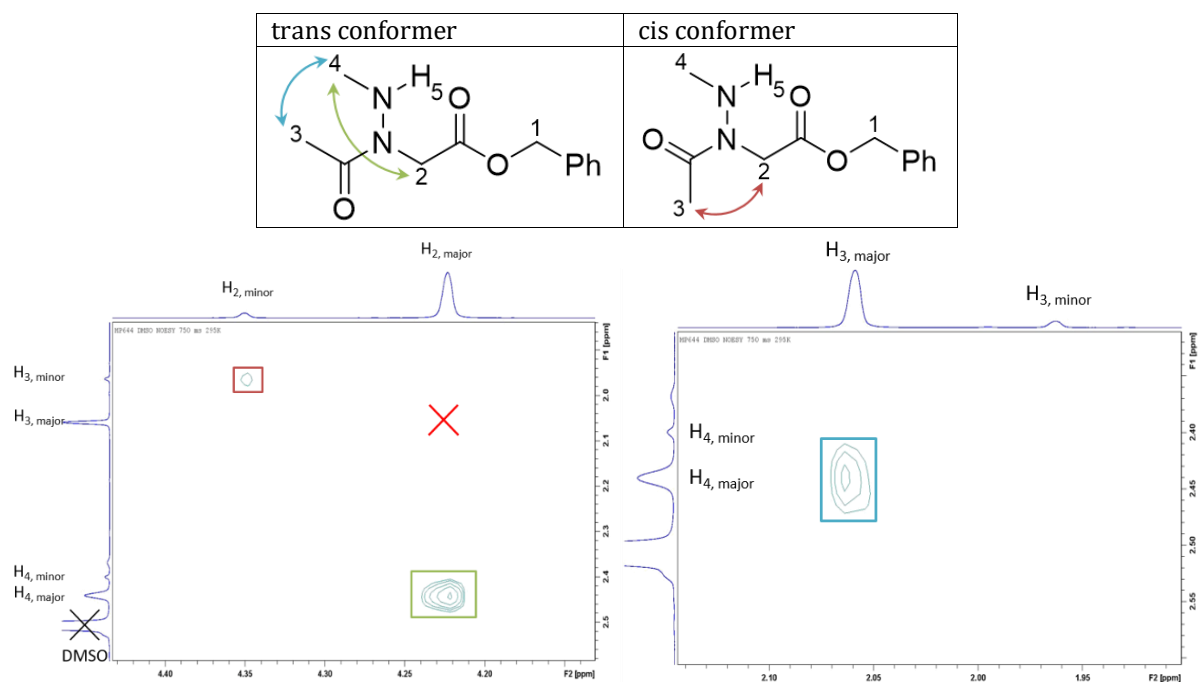 trans conformer
cis conformer
4
H5
N
O
3
N
1
2
O
Ph
O
4
H5
N
O
O
N
1
2
O
Ph
3
H2, major
H2, minor
HP644 DMSO NOESY 750 ms 295K
H3, minor
H3, major
H4, minor
H4, major
DMSO
F1 [ppm]
2.0
2.1
2.2
2.3
2.4
2.5
4.40
4.35
4.30
4.25
4.20
F2 [ppm]
H3, major
H3, minor
HP644 DMSO NOESY 750 ms 295K
H4, minor
H4, major
F1 [ppm]
2.40
2.45
2.50
2.55
2.10
2.05
2.00
1.95
F2 [ppm]